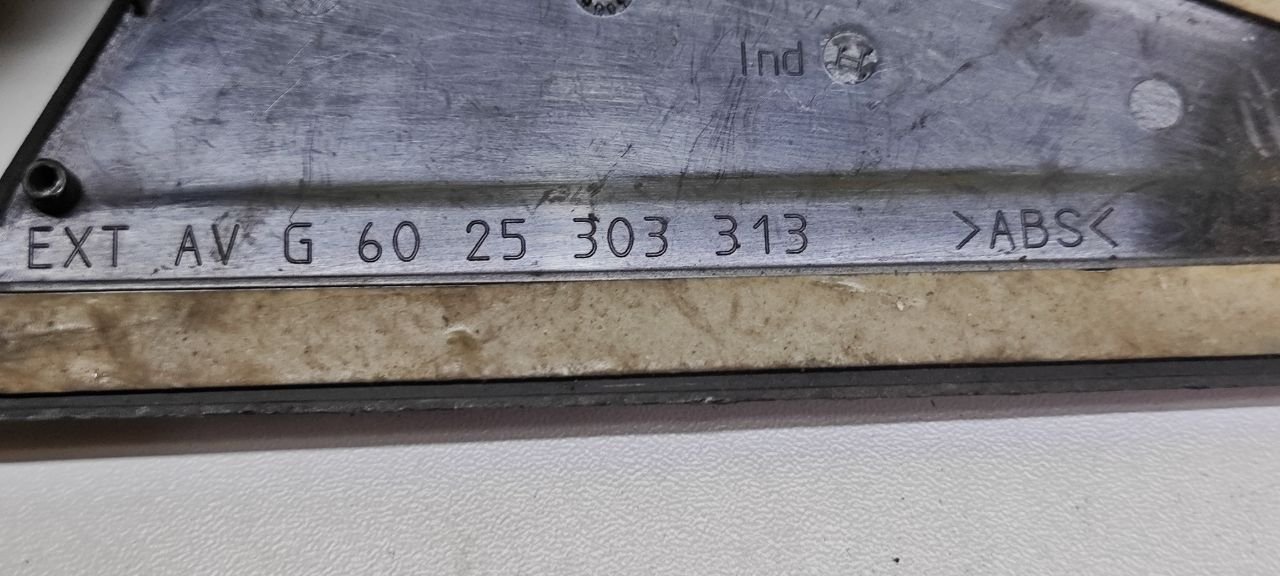 Ind H
EXT AV G 60 25 303 313 >ABS<